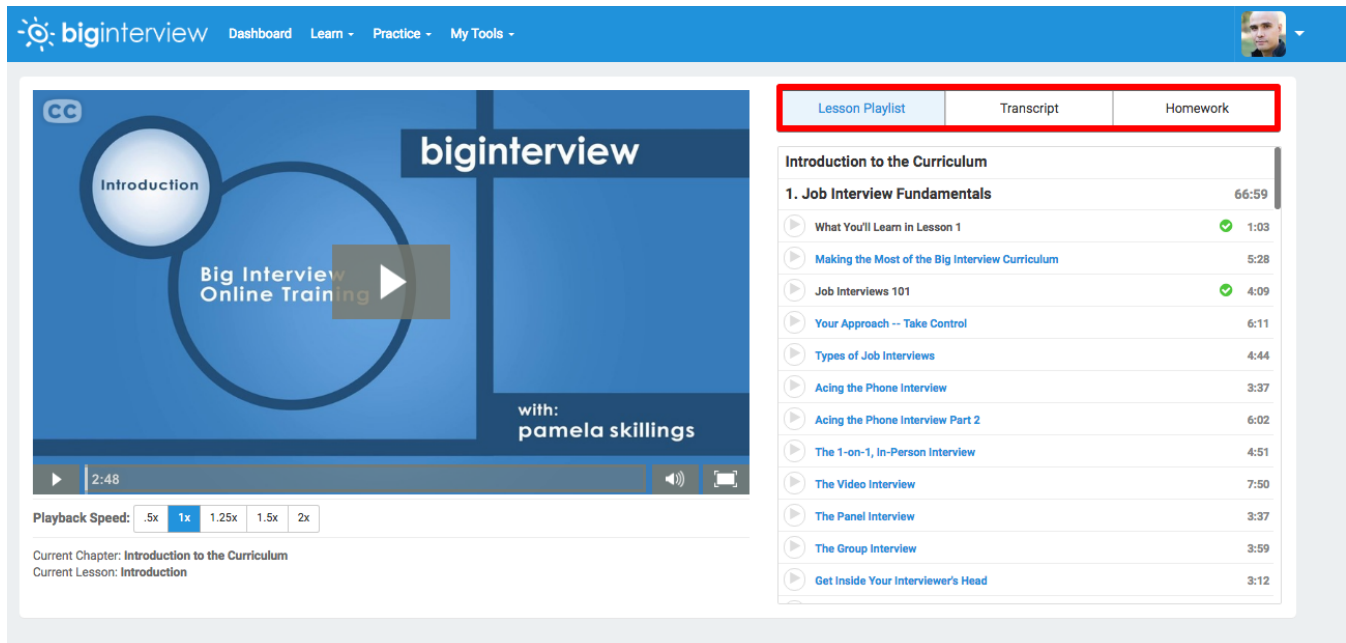 biginterview Dashboard Learn Practice My Tools
CC
Introduction
biginterview
Big Interview
Online Training
with:
pamela skillings
2:48
Playback Speed: .5x 1x 1.25x 1.5x 2x
Current Chapter: Introduction to the Curriculum
Current Lesson: Introduction
Lesson Playlist Transcript Homework
Introduction to the Curriculum
1. Job Interview Fundamentals 66:59
What You'll Learn in Lesson 1 1:03
Making the Most of the Big Interview Curriculum 5:28
Job Interviews 101 4:09
Your Approach -- Take Control 6:11
Types of Job Interviews 4:44
Acing the Phone Interview 3:37
Acing the Phone Interview Part 2 6:02
The 1-on-1, In-Person Interview 4:51
The Video Interview 7:50
The Panel Interview 3:37
The Group Interview 3:59
Get Inside Your Interviewer's Head 3:12